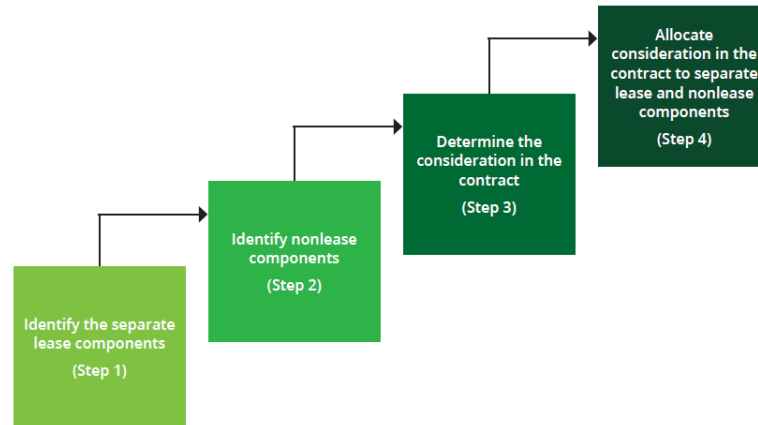 Identify the separate
lease components
(Step 1)
Identify nonlease
components
(Step 2)
Determine the
consideration in the
contract
(Step 3)
Allocate
consideration in the
contract to separate
lease and nonlease
components
(Step 4)